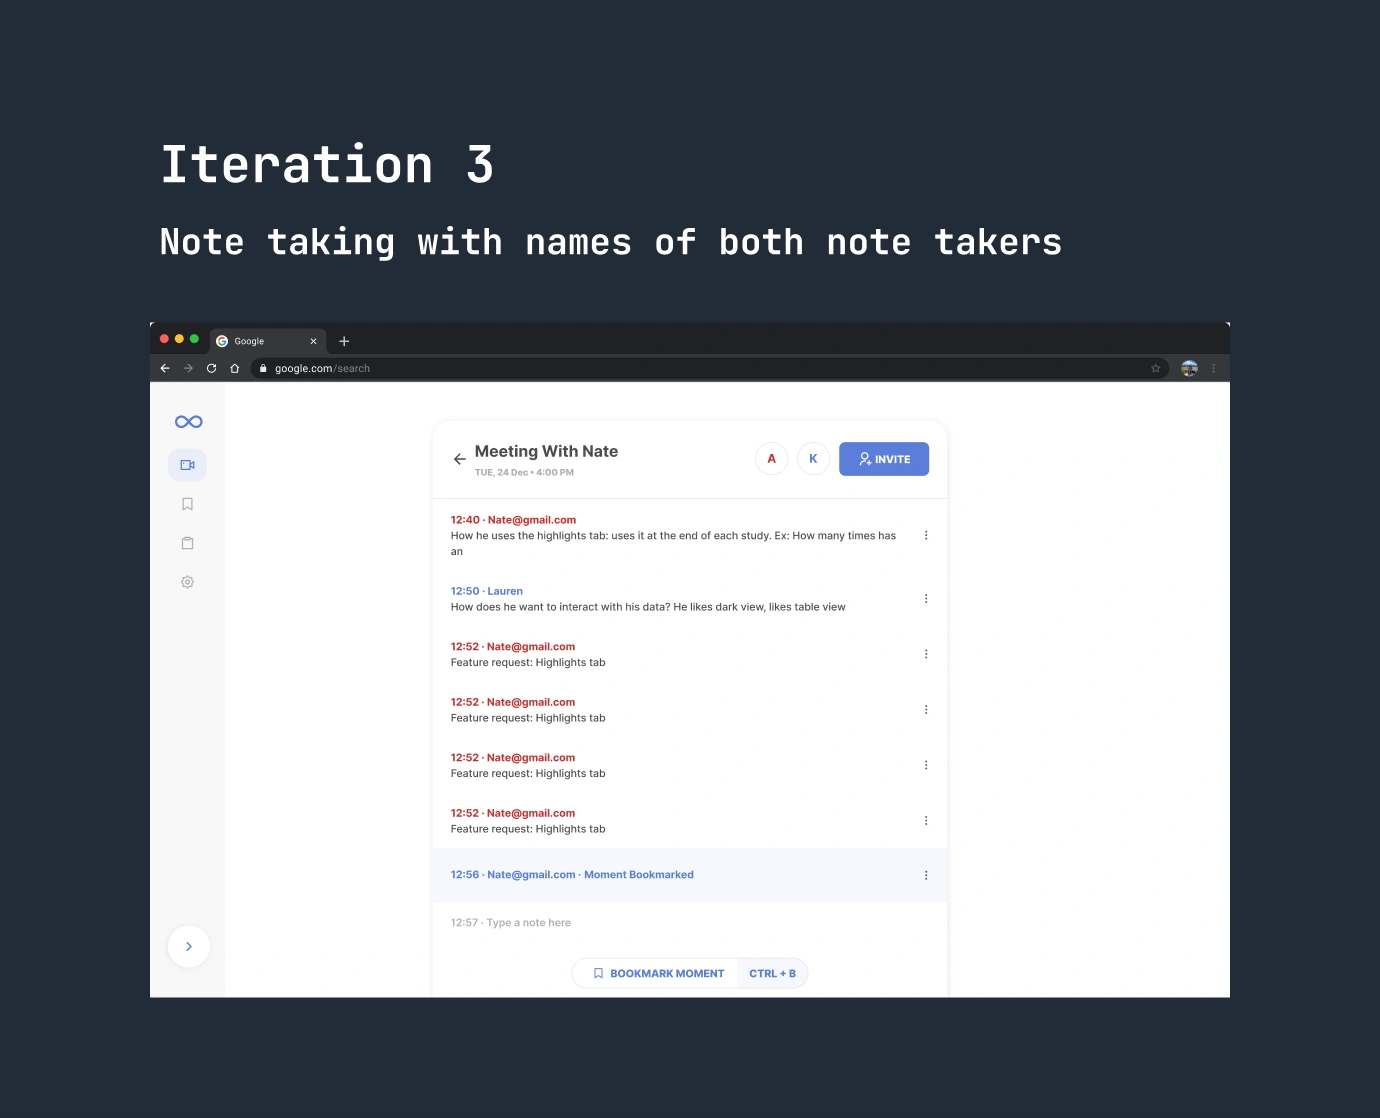 Iteration 3
Note taking with names of both note takers
Google
google.com/search
Meeting With Nate
TUE, 24 Dec • 4:00 PM
A
K
INVITE
12:40 · Nate@gmail.com
How he uses the highlights tab: uses it at the end of each study. Ex: How many times has
an
12:50 · Lauren
How does he want to interact with his data? He likes dark view, likes table view
12:52 · Nate@gmail.com
Feature request: Highlights tab
12:52 · Nate@gmail.com
Feature request: Highlights tab
12:52 · Nate@gmail.com
Feature request: Highlights tab
12:52 · Nate@gmail.com
Feature request: Highlights tab
12:56 · Nate@gmail.com · Moment Bookmarked
12:57 · Type a note here
BOOKMARK MOMENT
CTRL + B